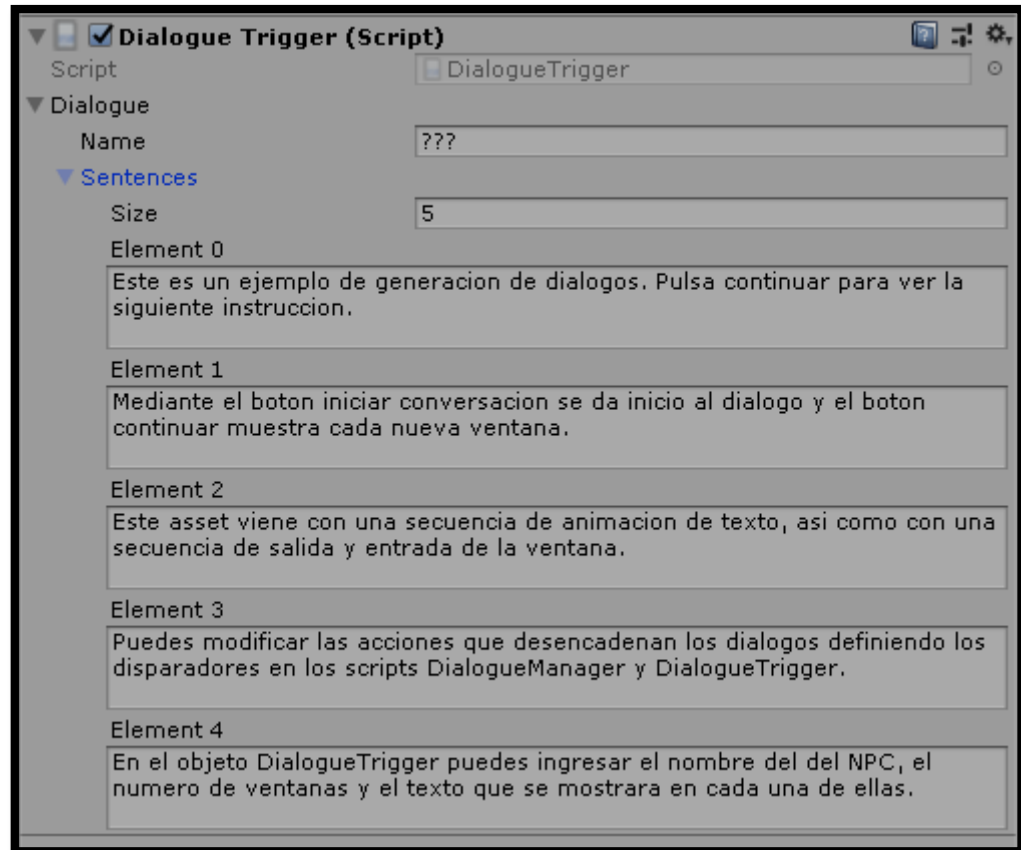 Dialogue Trigger (Script)
Script DialogueTrigger
Dialogue
Name ???
Sentences
Size 5
Element 0
Este es un ejemplo de generacion de dialogos. Pulsa continuar para ver la
siguiente instruccion.
Element 1
Mediante el boton iniciar conversacion se da inicio al dialogo y el boton
continuar muestra cada nueva ventana.
Element 2
Este asset viene con una secuencia de animacion de texto, asi como con una
secuencia de salida y entrada de la ventana.
Element 3
Puedes modificar las acciones que desencadenan los dialogos definiendo los
disparadores en los scripts DialogueManager y DialogueTrigger.
Element 4
En el objeto DialogueTrigger puedes ingresar el nombre del del NPC, el
numero de ventanas y el texto que se mostrara en cada una de ellas.